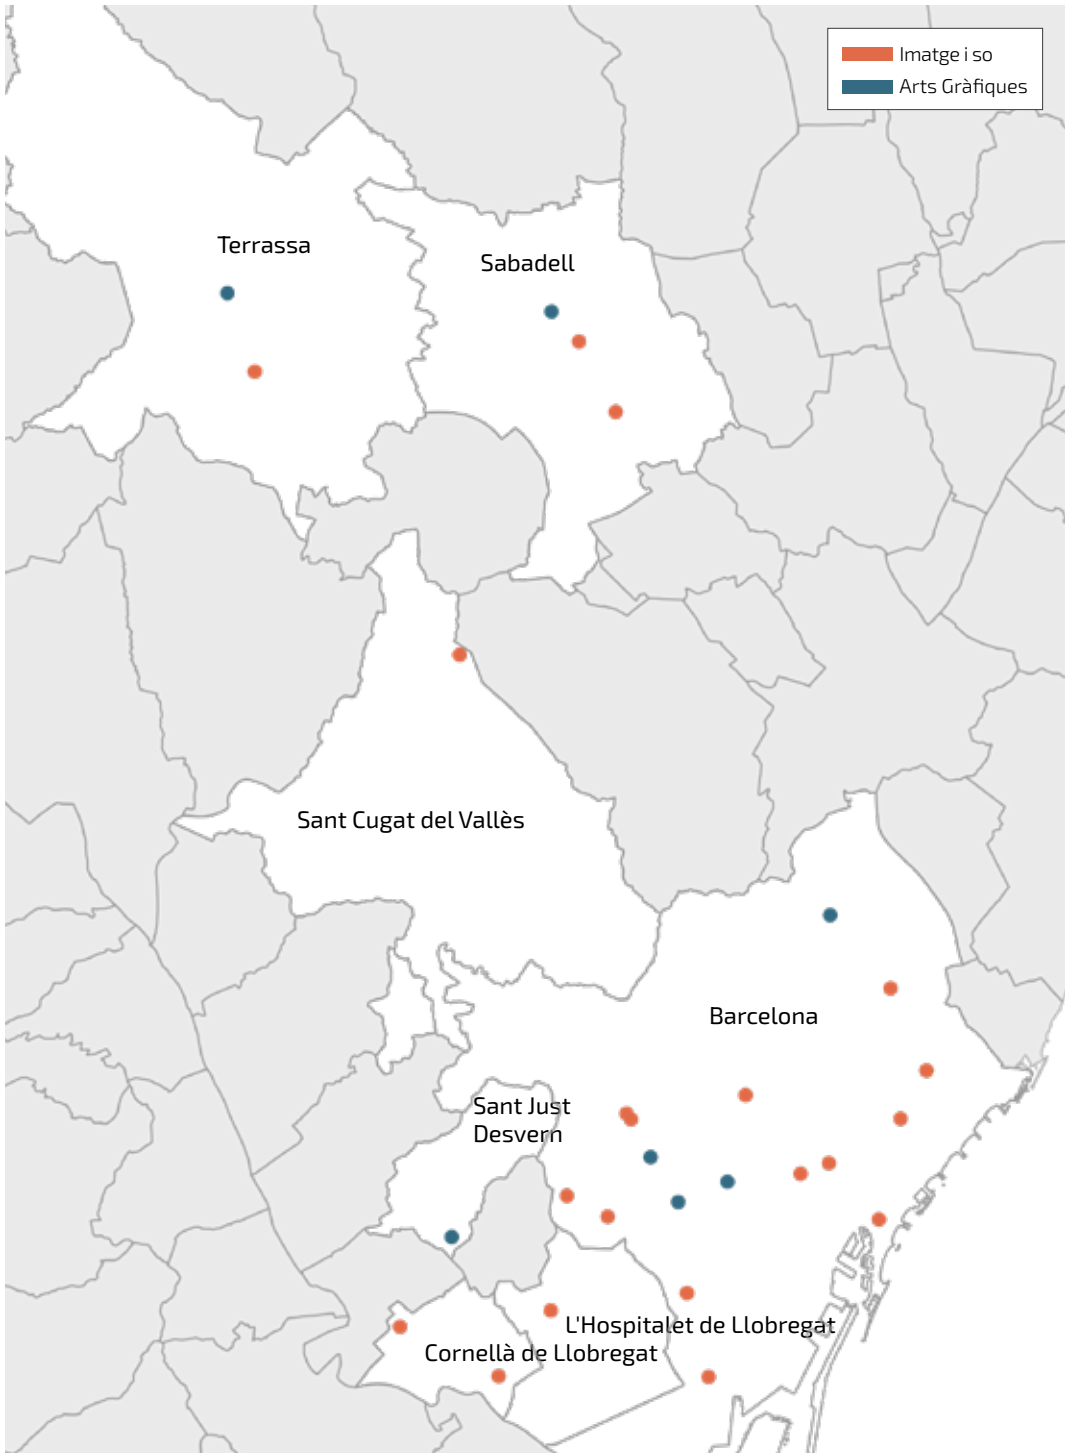 Imatge i so
Arts Gràfiques
Terrassa
Sabadell
Sant Cugat del Vallès
Barcelona
Sant Just
Desvern
L'Hospitalet de Llobregat
Cornellà de Llobregat